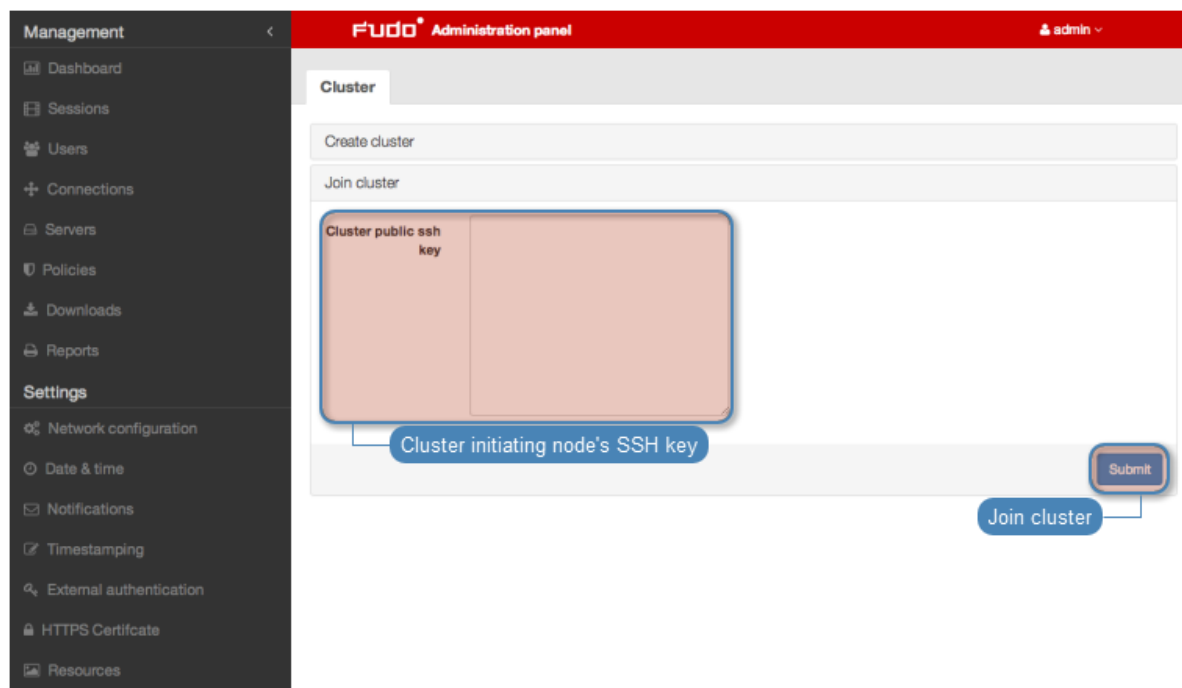 Management
FUDO Administration panel
admin
Dashboard
Cluster
Sessions
Create cluster
Users
Join cluster
Connections
Cluster public ssh
key
Servers
Policies
Downloads
Reports
Settings
Network configuration
Cluster initiating node's SSH key
Date & time
Submit
Notifications
Join cluster
Timestamping
External authentication
HTTPS Certifcate
Resources